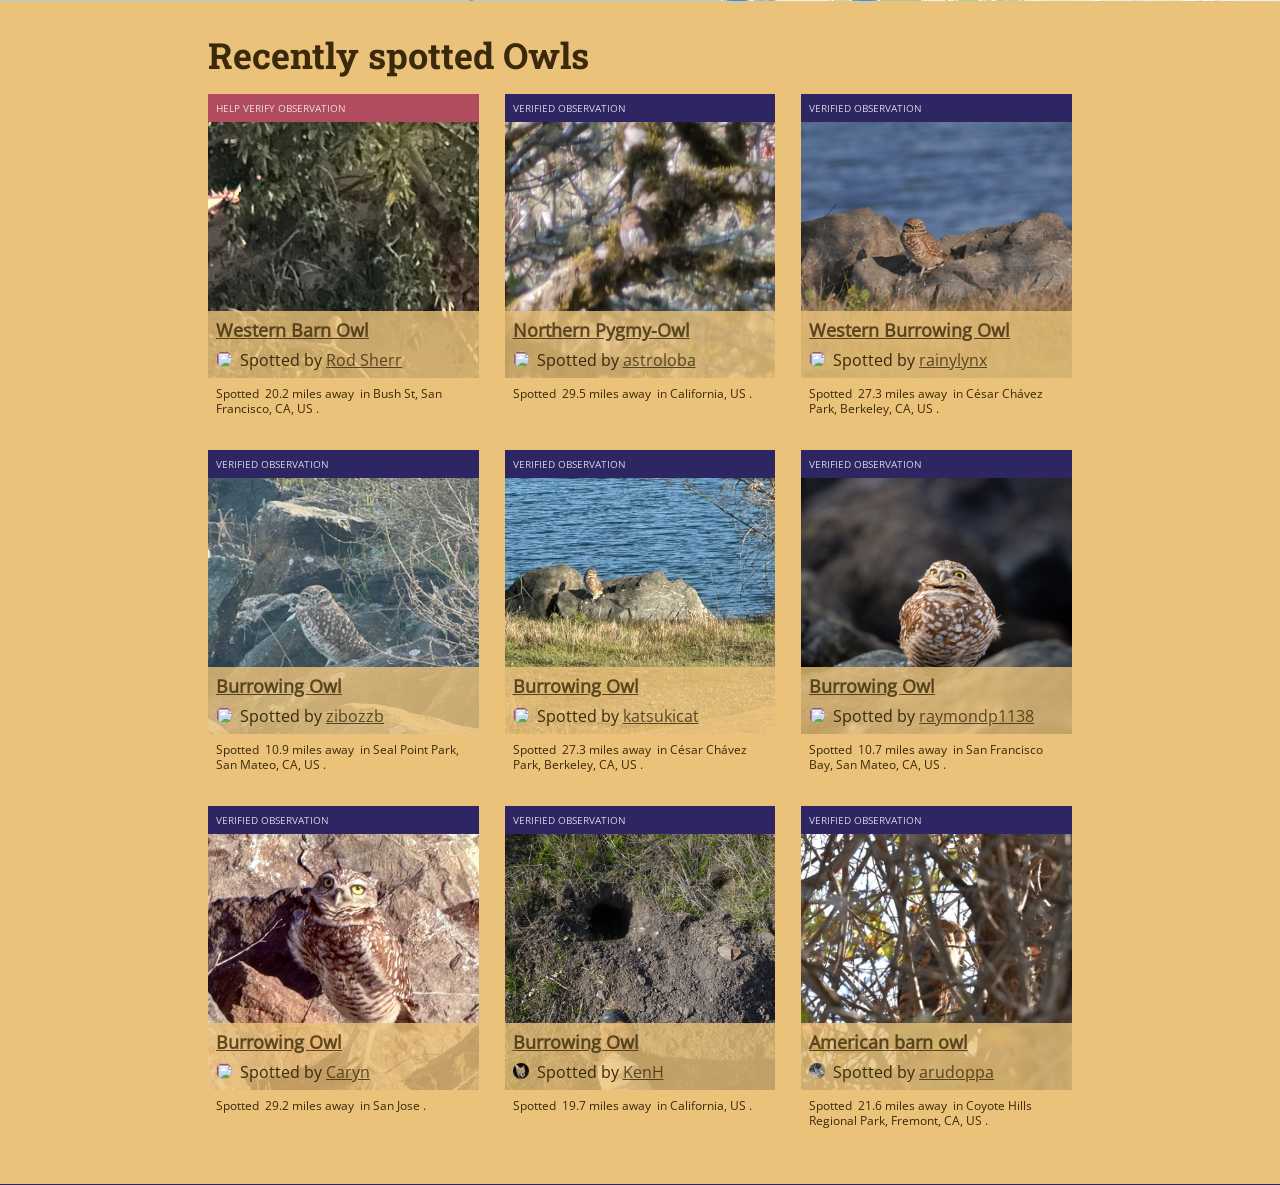 Recently spotted Owls
HELP VERIFY OBSERVATION
Western Barn Owl
Spotted by Rod Sherr
Spotted 20.2 miles away in Bush St, San
Francisco, CA, US .
VERIFIED OBSERVATION
Northern Pygmy-Owl
Spotted by astroloba
Spotted 29.5 miles away in California, US .
VERIFIED OBSERVATION
Western Burrowing Owl
Spotted by rainylynx
Spotted 27.3 miles away in César Chávez
Park, Berkeley, CA, US .
VERIFIED OBSERVATION
Burrowing Owl
Spotted by zibozzb
Spotted 10.9 miles away in Seal Point Park,
San Mateo, CA, US .
VERIFIED OBSERVATION
Burrowing Owl
Spotted by katsukicat
Spotted 27.3 miles away in César Chávez
Park, Berkeley, CA, US .
VERIFIED OBSERVATION
Burrowing Owl
Spotted by raymondp1138
Spotted 10.7 miles away in San Francisco
Bay, San Mateo, CA, US .
VERIFIED OBSERVATION
Burrowing Owl
Spotted by Caryn
Spotted 29.2 miles away in San Jose .
VERIFIED OBSERVATION
Burrowing Owl
Spotted by KenH
Spotted 19.7 miles away in California, US .
VERIFIED OBSERVATION
American barn owl
Spotted by arudoppa
Spotted 21.6 miles away in Coyote Hills
Regional Park, Fremont, CA, US .